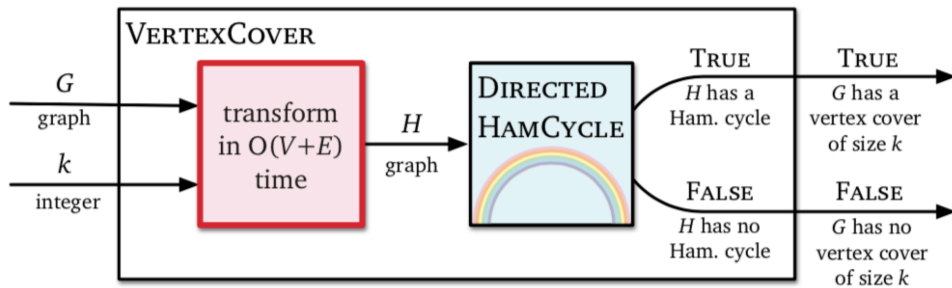 VERTEXCOVER
G
graph
k
integer
transform
in O(V+E)
time
H
graph
DIRECTED
HAMCYCLE
TRUE
H has a
Ham. cycle
TRUE
G has a
vertex cover
of size k
FALSE
H has no
Ham. cycle
FALSE
G has no
vertex cover
of size k